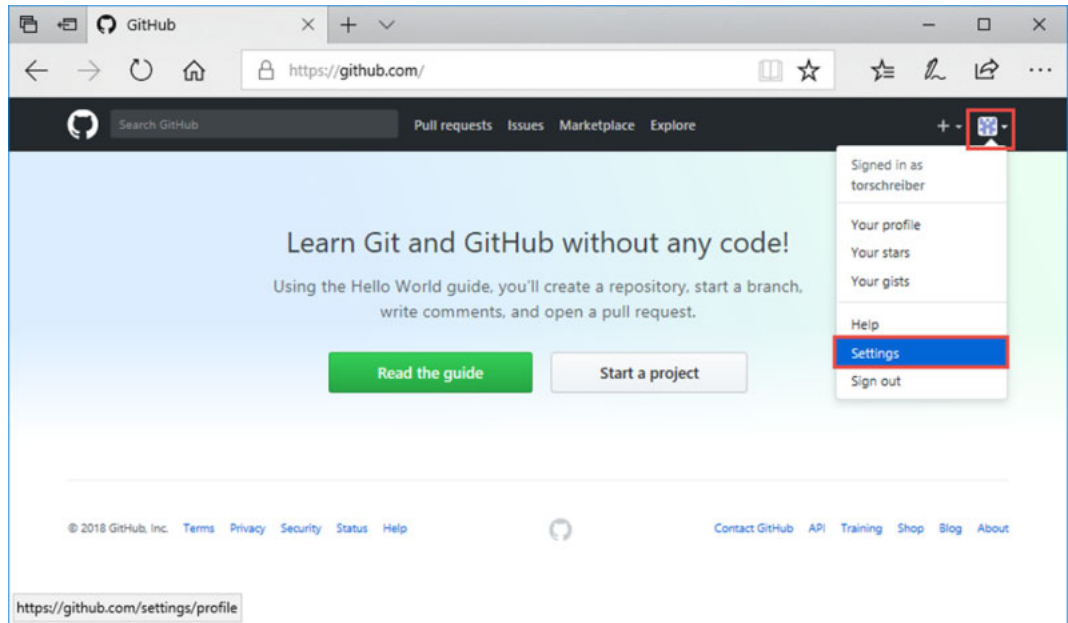 GitHub
https://github.com/
Search GitHub
Pull requests Issues Marketplace Explore
Signed in as
torschreiber
Your profile
Your stars
Your gists
Help
Settings
Sign out
Learn Git and GitHub without any code!
Using the Hello World guide, you'll create a repository, start a branch,
write comments, and open a pull request.
Read the guide Start a project
© 2018 GitHub, Inc. Terms Privacy Security Status Help Contact GitHub API Training Shop Blog About
https://github.com/settings/profile